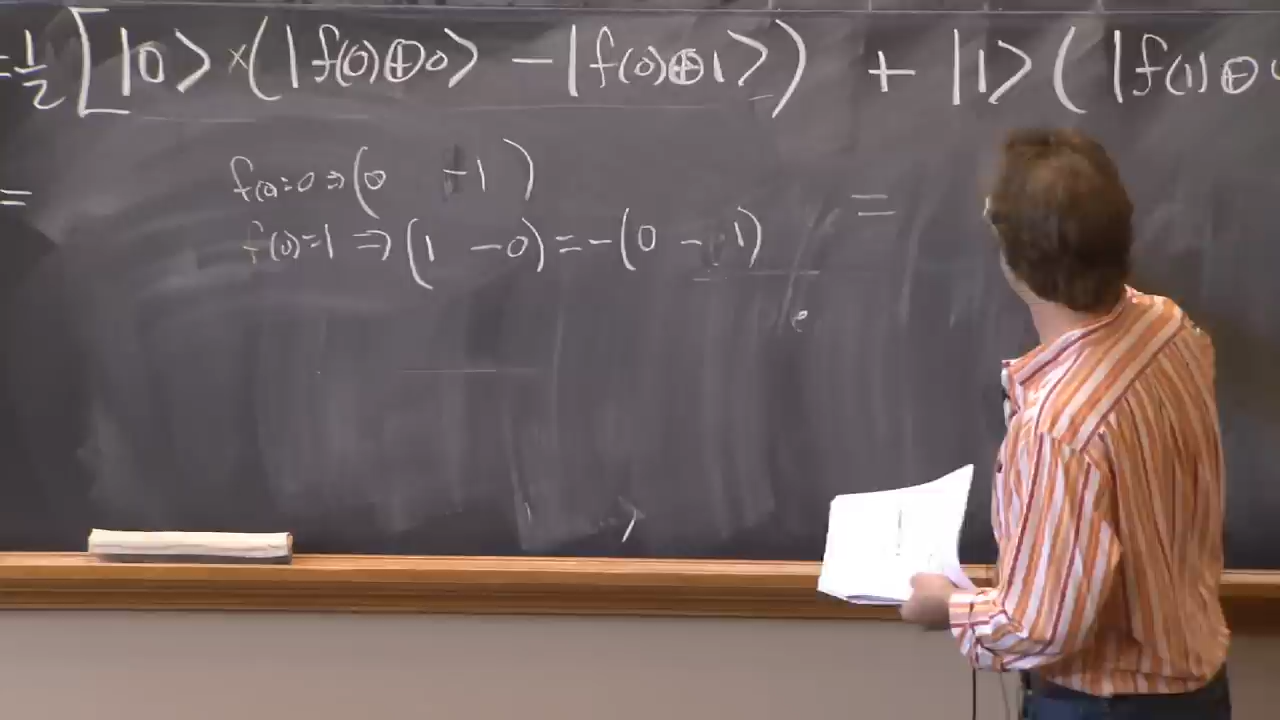 =½[|0⟩×(|f(0)⊕0⟩ −|f(0)⊕1⟩) + |1⟩(|f(1)⊕
f(0)=0⇒(0 −1)
= =
f(0)=1⇒(1 −0)=−(0 − 1)